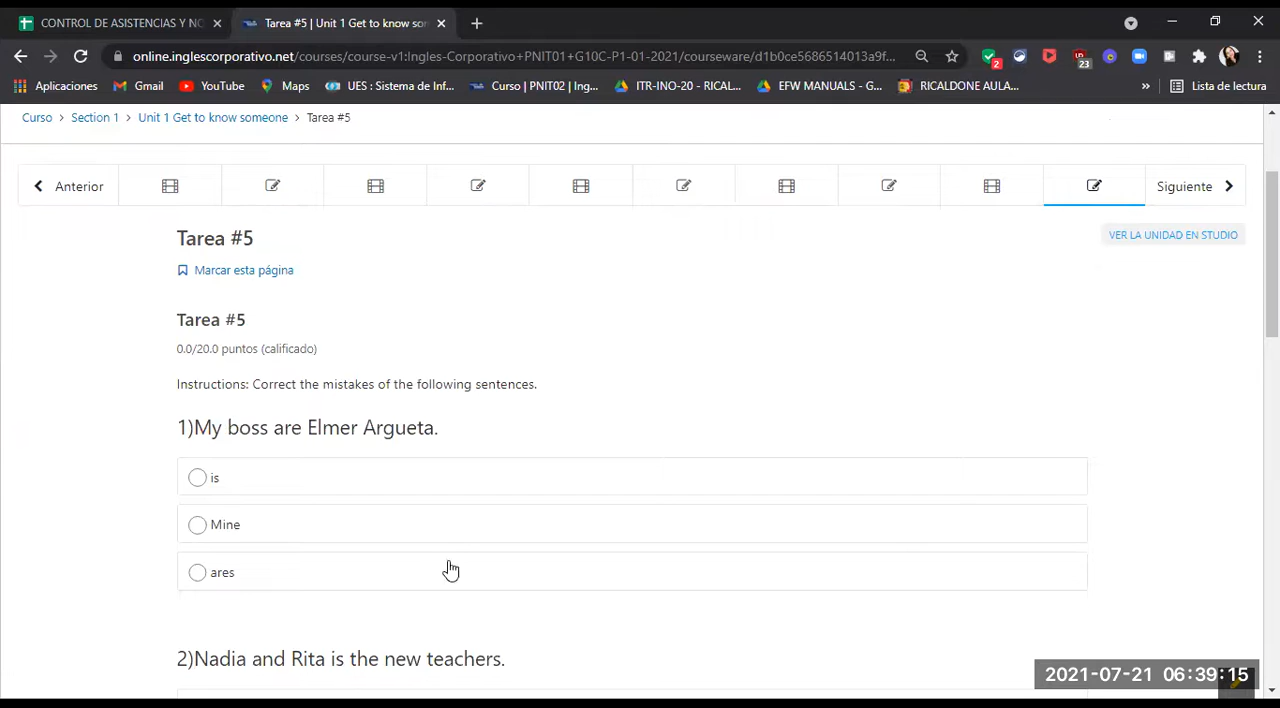 CONTROL DE ASISTENCIAS Y NO
Tarea #5 | Unit 1 Get to know som
online.inglescorporativo.net/courses/course-v1:Ingles-Corporativo+PNIT01+G10C-P1-01-2021/courseware/d1b0ce5686514013a9f...
2
23
Aplicaciones
Gmail
YouTube
Maps
UES : Sistema de Inf...
Curso | PNIT02 | Ing...
ITR-INO-20 - RICAL...
EFW MANUALS - G...
RICALDONE AULA...
»
Lista de lectura
Curso > Section 1 > Unit 1 Get to know someone > Tarea #5
Anterior
Siguiente
Tarea #5
VER LA UNIDAD EN STUDIO
Marcar esta página
Tarea #5
0.0/20.0 puntos (calificado)
Instructions: Correct the mistakes of the following sentences.
1)My boss are Elmer Argueta.
is
Mine
ares
2)Nadia and Rita is the new teachers.
2021-07-21 06:39:15